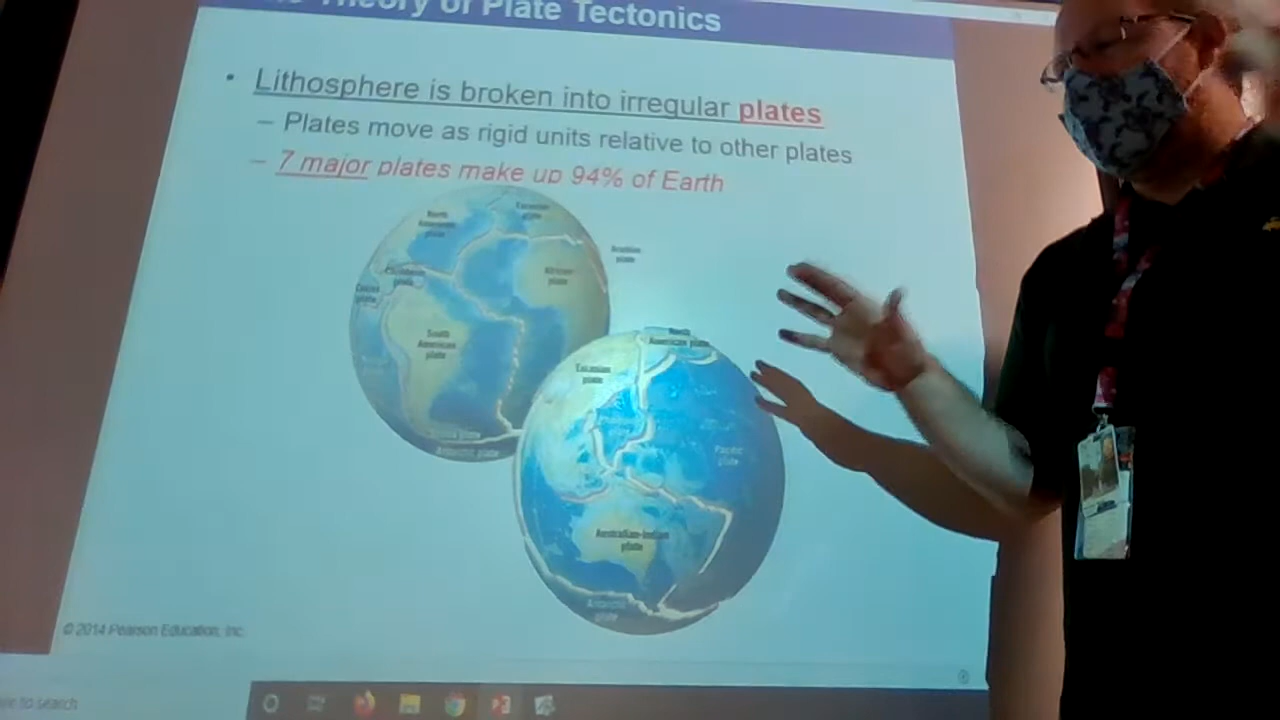 Theory of Plate Tectonics
• Lithosphere is broken into irregular plates
– Plates move as rigid units relative to other plates
– 7 major plates make up 94% of Earth
North
American
plate
Eurasian
plate
Arabian
plate
African
plate
Caribbean
plate
Cocos
plate
South
American
plate
Antarctic plate
North
American plate
Eurasian
plate
Pacific
plate
Australian-Indian
plate
Antarctic
plate
© 2014 Pearson Education, Inc.
to search